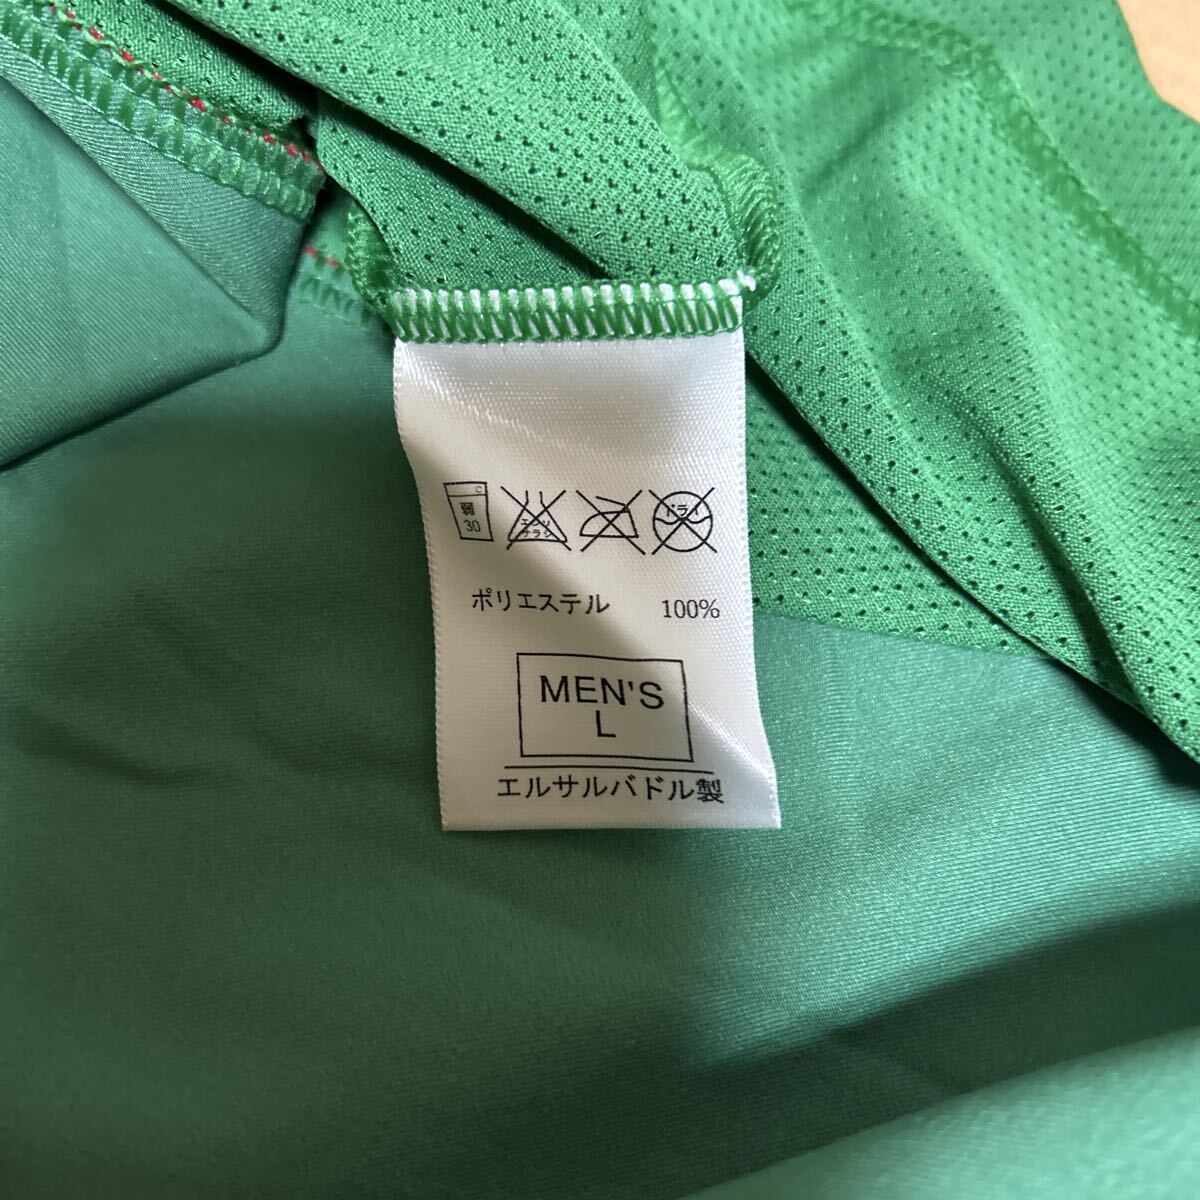 弱
30
エンソ
チラシ
ドライ
ポリエステル 100%
MEN'S
L
エルサルバドル製